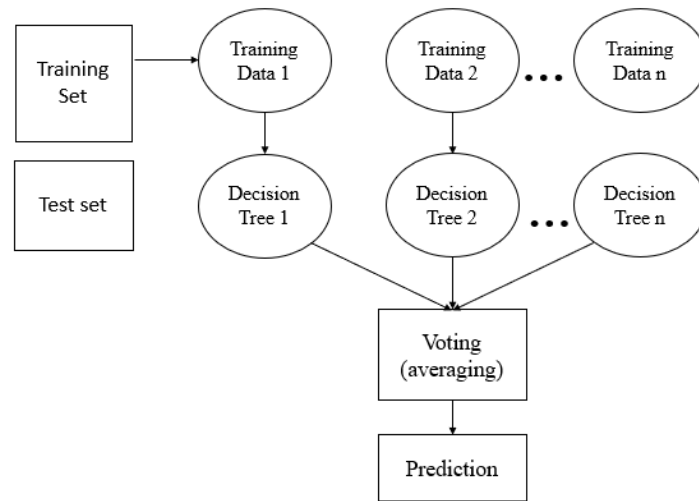 Training
Set
Training
Data 1
Training
Data 2
...
Training
Data n
Test set
Decision
Tree 1
Decision
Tree 2
...
Decision
Tree n
Voting
(averaging)
Prediction